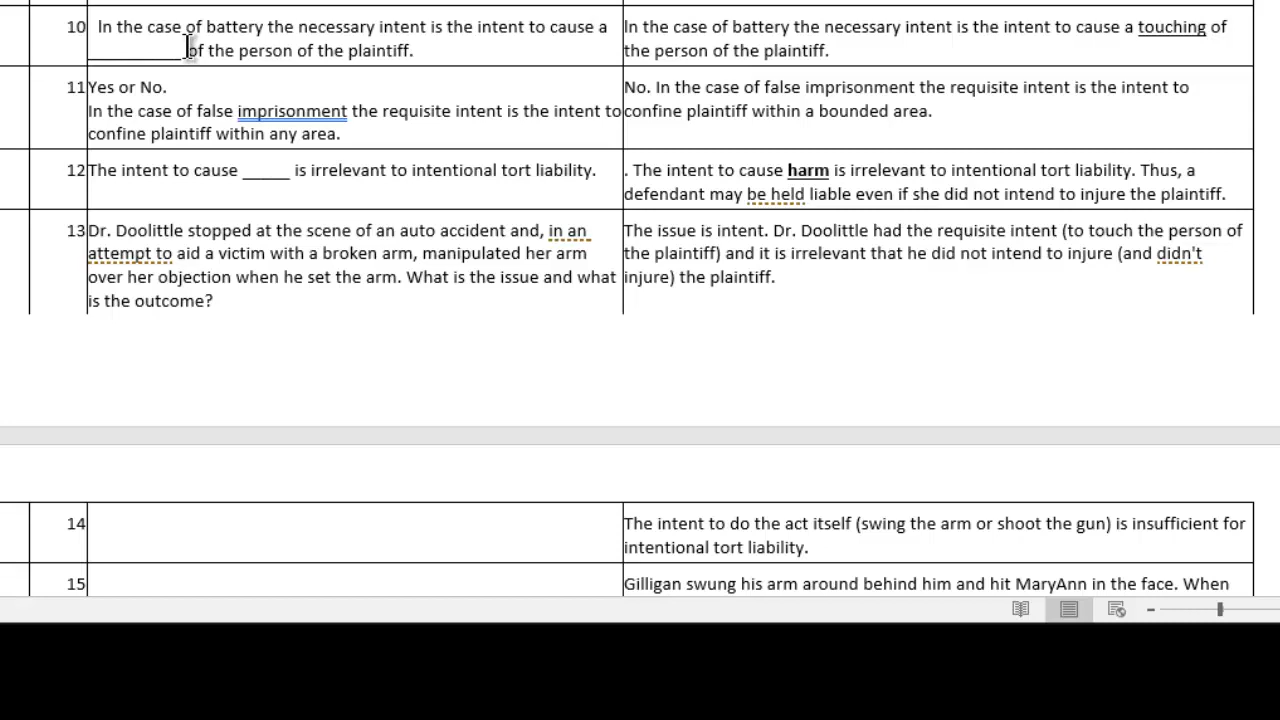 10 In the case of battery the necessary intent is the intent to cause a
__________ of the person of the plaintiff.
In the case of battery the necessary intent is the intent to cause a touching of
the person of the plaintiff.
11 Yes or No.
In the case of false imprisonment the requisite intent is the intent to
confine plaintiff within any area.
No. In the case of false imprisonment the requisite intent is the intent to
confine plaintiff within a bounded area.
12 The intent to cause _____ is irrelevant to intentional tort liability.
. The intent to cause harm is irrelevant to intentional tort liability. Thus, a
defendant may be held liable even if she did not intend to injure the plaintiff.
13 Dr. Doolittle stopped at the scene of an auto accident and, in an
attempt to aid a victim with a broken arm, manipulated her arm
over her objection when he set the arm. What is the issue and what
is the outcome?
The issue is intent. Dr. Doolittle had the requisite intent (to touch the person of
the plaintiff) and it is irrelevant that he did not intend to injure (and didn't
injure) the plaintiff.
14
The intent to do the act itself (swing the arm or shoot the gun) is insufficient for
intentional tort liability.
15
Gilligan swung his arm around behind him and hit MaryAnn in the face. When